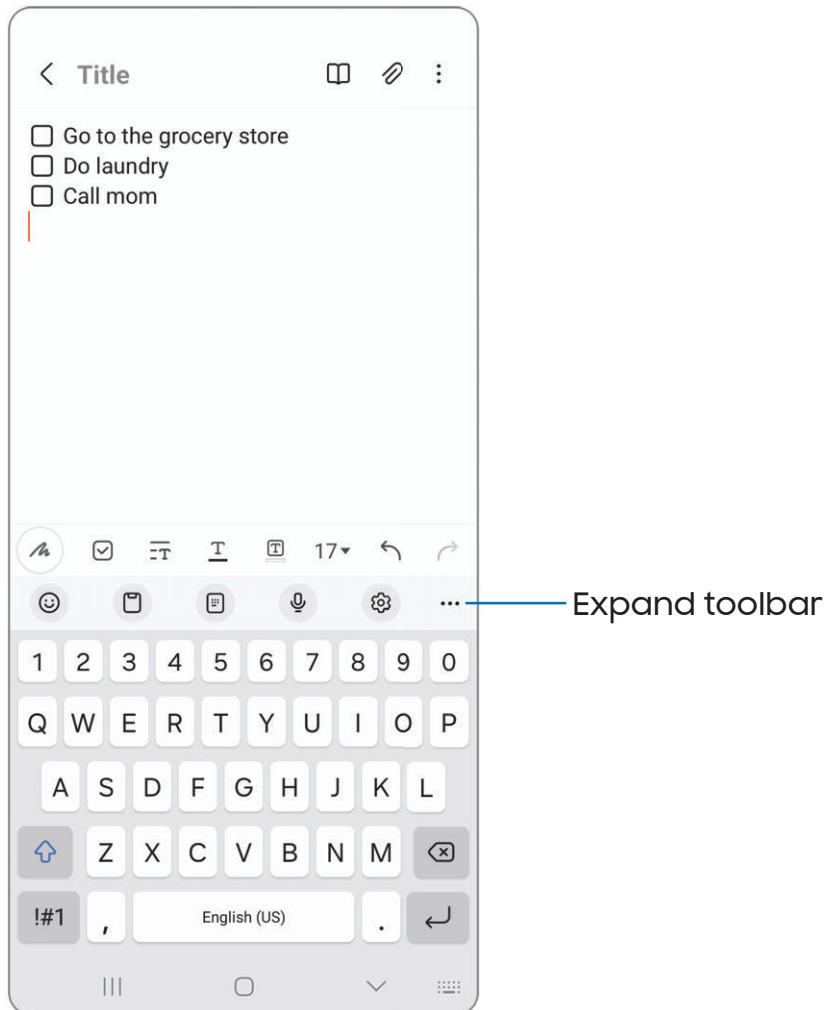 Title
Go to the grocery store
Do laundry
Call mom
T T T 17
Expand toolbar
1 2 3 4 5 6 7 8 9 0
Q W E R T Y U I O P
A S D F G H J K L
Z X C V B N M
!#1 , English (US) .